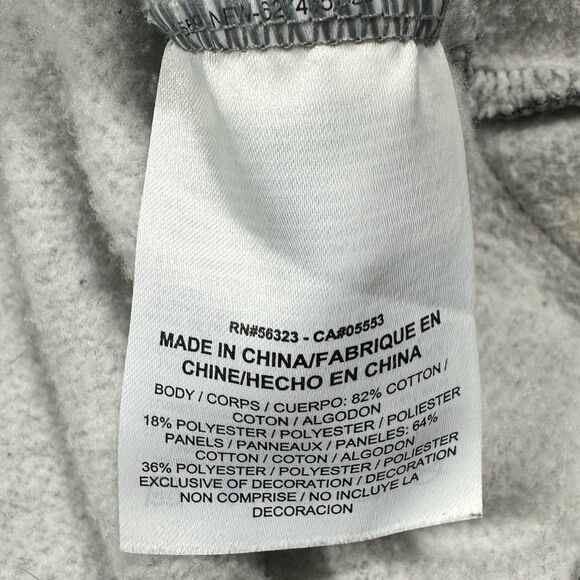 RN#56323 - CA#05553
MADE IN CHINA/FABRIQUE EN
CHINE/HECHO EN CHINA
BODY / CORPS / CUERPO: 82% COTTON /
COTON / ALGODON
18% POLYESTER / POLYESTER / POLIESTER
PANELS / PANNEAUX / PANELES: 64%
COTTON / COTON / ALGODON
36% POLYESTER / POLYESTER / POLIESTER
EXCLUSIVE OF DECORATION / DECORATION
NON COMPRISE / NO INCLUYE LA
DECORACION